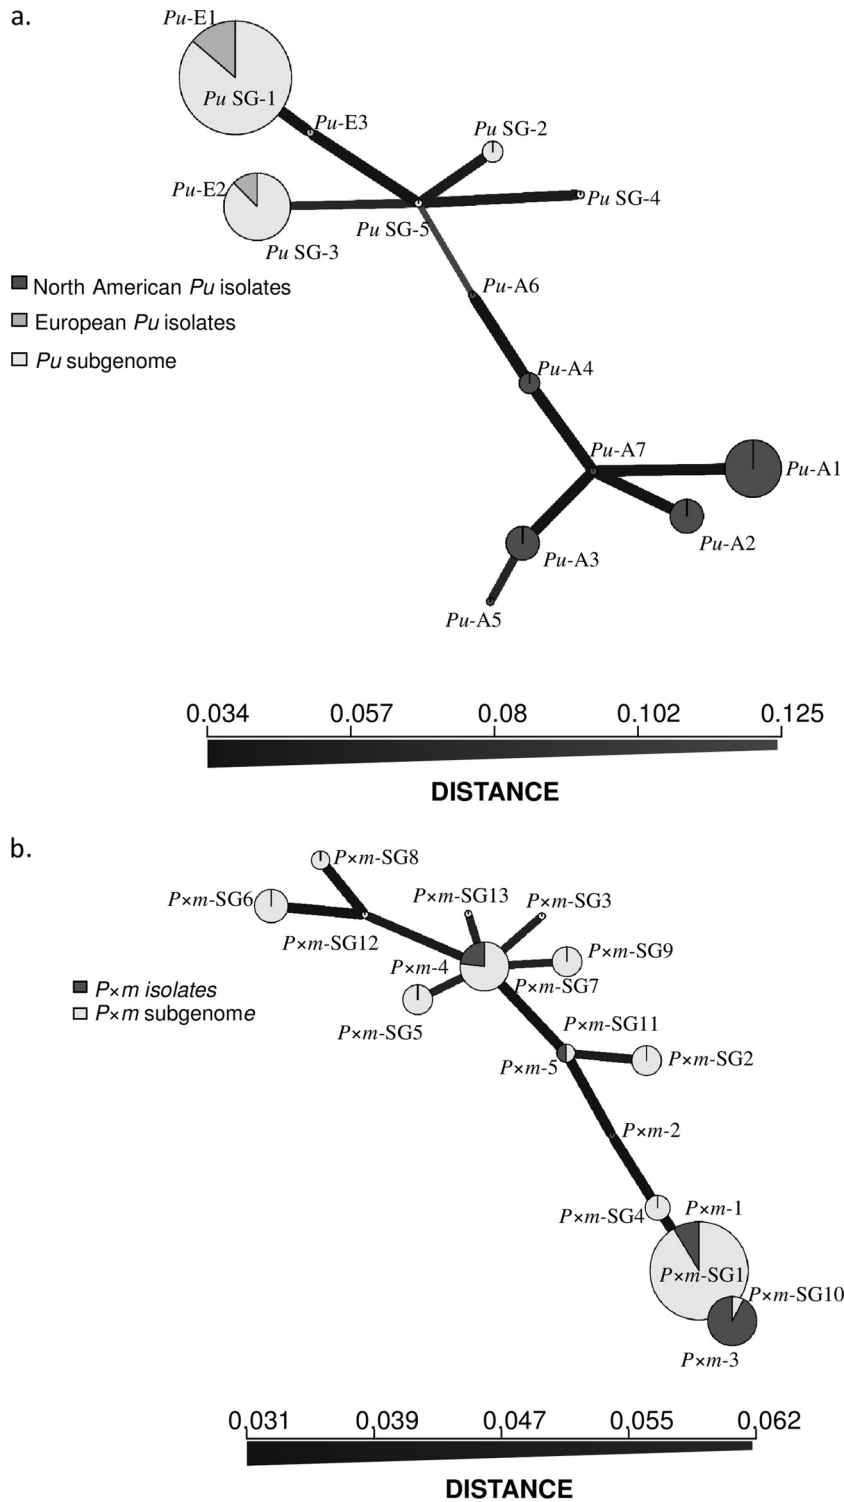 a.
Pu-E1
Pu SG-1
Pu-E3
Pu SG-2
Pu-E2
Pu SG-4
Pu SG-5
Pu SG-3
North American Pu isolates
European Pu isolates
Pu subgenome
Pu-A6
Pu-A4
Pu-A7
Pu-A1
Pu-A2
Pu-A3
Pu-A5
0.034 0.057 0.08 0.102 0.125
DISTANCE
b.
P×m-SG8
P×m-SG6
P×m-SG13
P×m-SG3
P×m-SG12
P×m-SG9
P×m-4
P×m-SG7
P×m isolates
P×m subgenome
P×m-SG5
P×m-SG11
P×m-SG2
P×m-5
P×m-2
P×m-SG4
P×m-1
P×m-SG1
P×m-SG10
P×m-3
0.031 0.039 0.047 0.055 0.062
DISTANCE